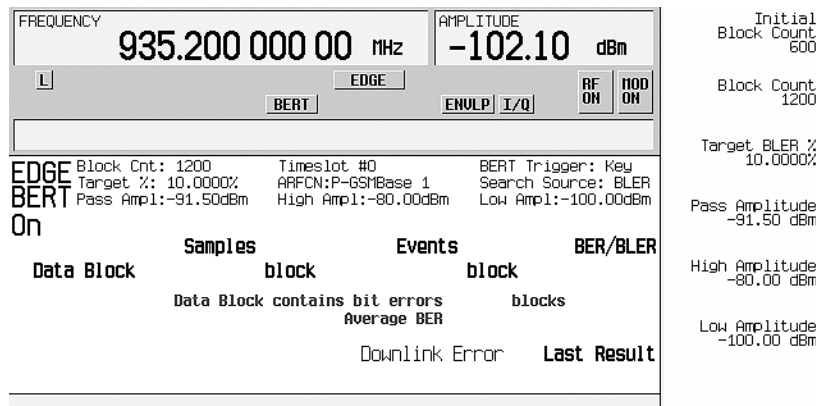 FREQUENCY
935.200 000 00 MHz
AMPLITUDE
-102.10 dBm
L
EDGE
RF ON
MOD ON
BERT
ENVLP
I/Q
EDGE BERT
On
Block Cnt: 1200
Timeslot #0
BERT Trigger: Key
Target %: 10.0000%
ARFCN:P-GSMBase 1
Search Source: BLER
Pass Ampl:-91.50dBm
High Ampl:-80.00dBm
Low Ampl:-100.00dBm
Samples
Events
BER/BLER
Data Block
block
block
Data Block contains bit errors
blocks
Average BER
Downlink Error
Last Result
Initial
Block Count
600
Block Count
1200
Target BLER %
10.0000%
Pass Amplitude
-91.50 dBm
High Amplitude
-80.00 dBm
Low Amplitude
-100.00 dBm